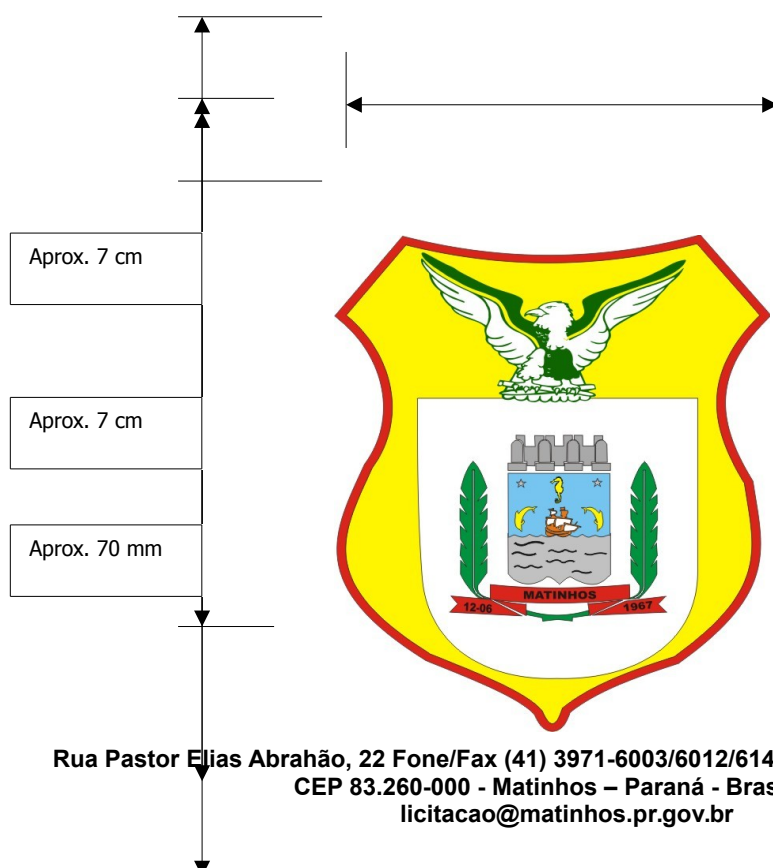 Aprox. 7 cm
Aprox. 7 cm
Aprox. 70 mm
MATINHOS
12-06
1967
Rua Pastor Elias Abrahão, 22 Fone/Fax (41) 3971-6003/6012/614
CEP 83.260-000 - Matinhos – Paraná - Bras
licitacao@matinhos.pr.gov.br